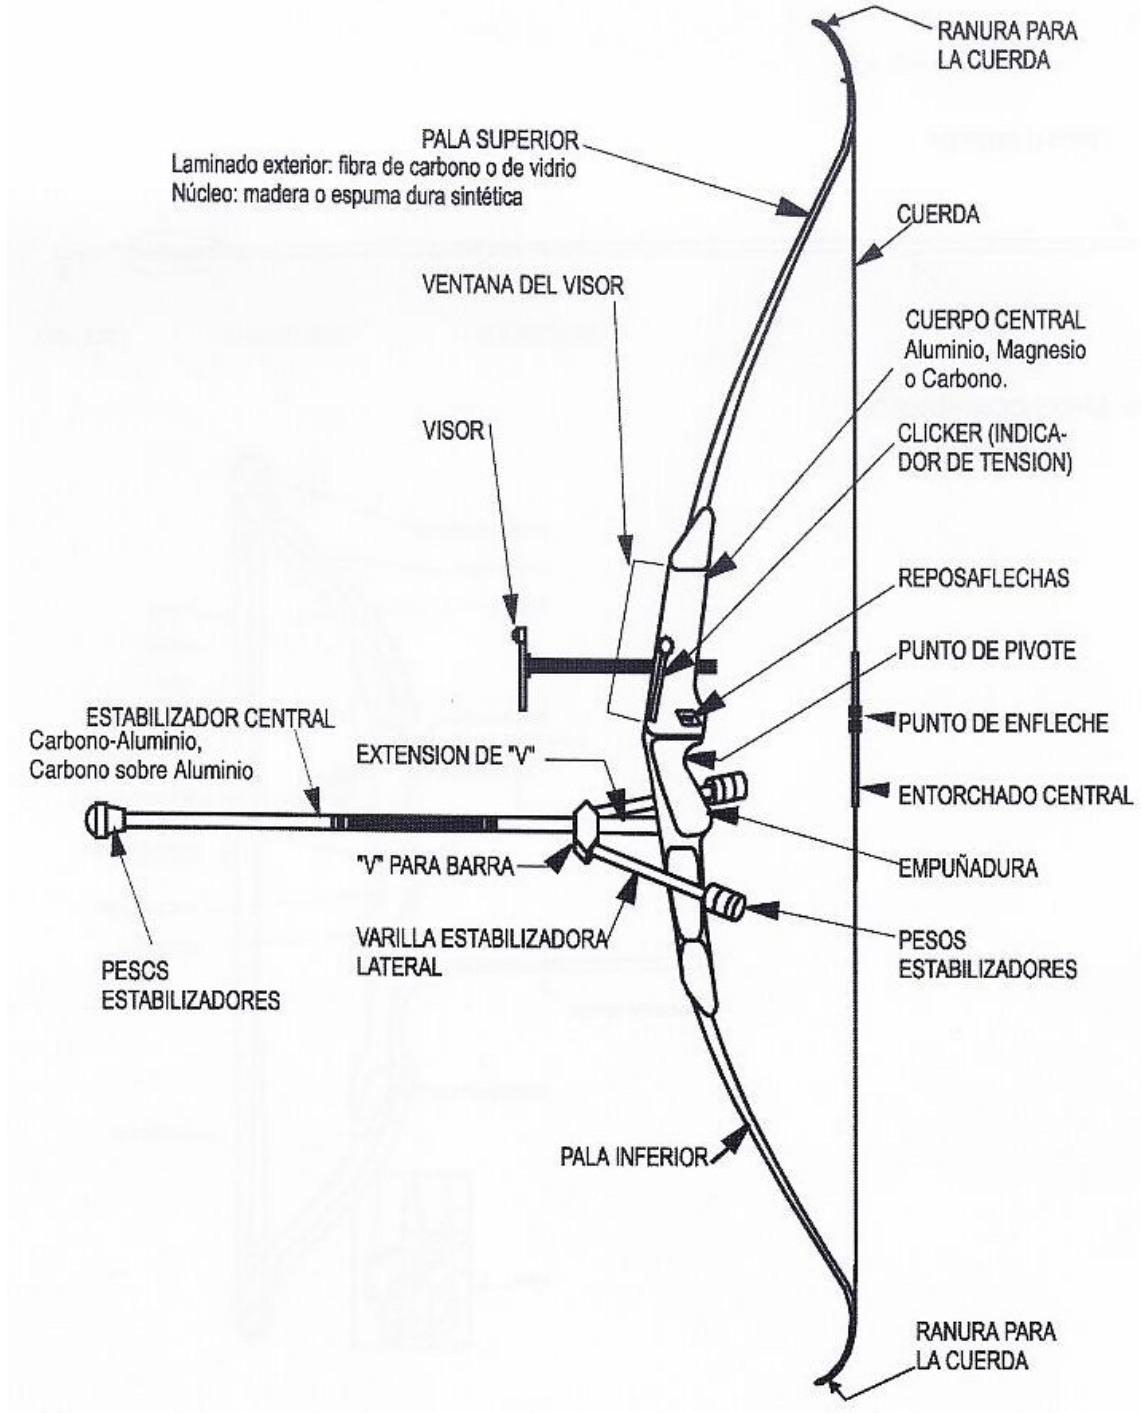 RANURA PARA
LA CUERDA
PALA SUPERIOR
Laminado exterior: fibra de carbono o de vidrio
Núcleo: madera o espuma dura sintética
CUERDA
VENTANA DEL VISOR
CUERPO CENTRAL
Aluminio, Magnesio
o Carbono.
VISOR
CLICKER (INDICA-
DOR DE TENSION)
REPOSAFLECHAS
PUNTO DE PIVOTE
ESTABILIZADOR CENTRAL
Carbono-Aluminio,
Carbono sobre Aluminio
PUNTO DE ENFLECHE
EXTENSION DE "V"
ENTORCHADO CENTRAL
"V" PARA BARRA
EMPUÑADURA
VARILLA ESTABILIZADORA
LATERAL
PESOS
ESTABILIZADORES
PESOS
ESTABILIZADORES
PALA INFERIOR
RANURA PARA
LA CUERDA